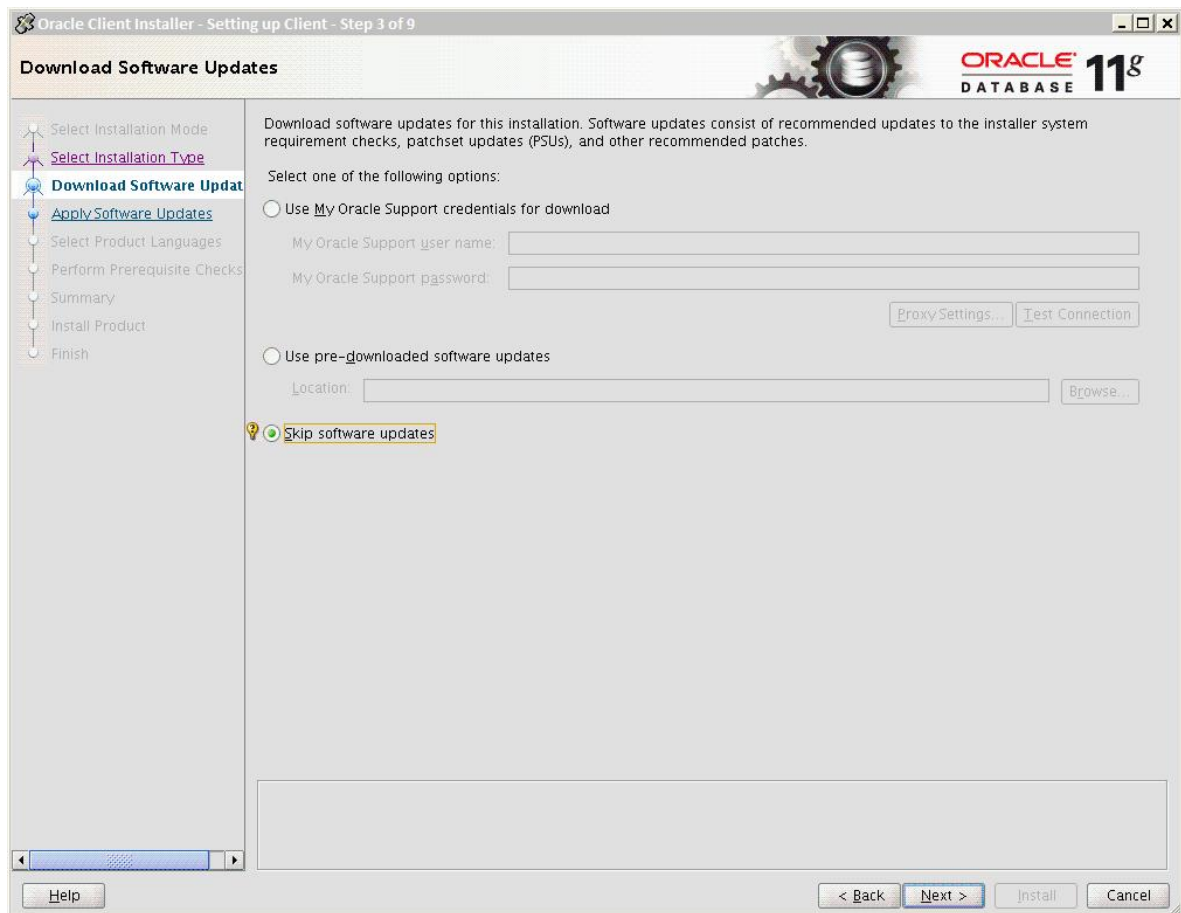 Oracle Client Installer - Setting up Client - Step 3 of 9
Download Software Updates
ORACLE
DATABASE 11g
Select Installation Mode
Select Installation Type
Download Software Updat
Apply Software Updates
Select Product Languages
Perform Prerequisite Checks
Summary
Install Product
Finish
Download software updates for this installation. Software updates consist of recommended updates to the installer system
requirement checks, patchset updates (PSUs), and other recommended patches.
Select one of the following options:
Use My Oracle Support credentials for download
My Oracle Support user name:
My Oracle Support password:
Proxy Settings... Test Connection
Use pre-downloaded software updates
Location: Browse...
Skip software updates
Help < Back Next > Install Cancel